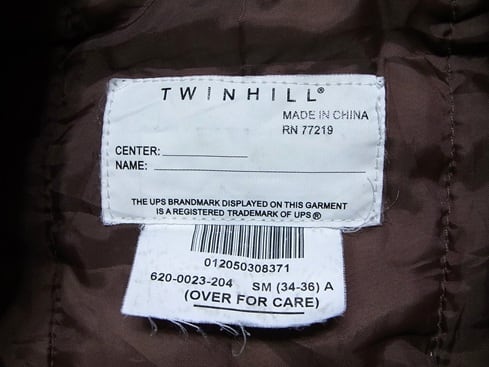 TWINHILL®
MADE IN CHINA
RN 77219
CENTER:
NAME:
THE UPS BRANDMARK DISPLAYED ON THIS GARMENT
IS A REGISTERED TRADEMARK OF UPS®
012050308371
620-0023-204 SM (34-36) A
(OVER FOR CARE)